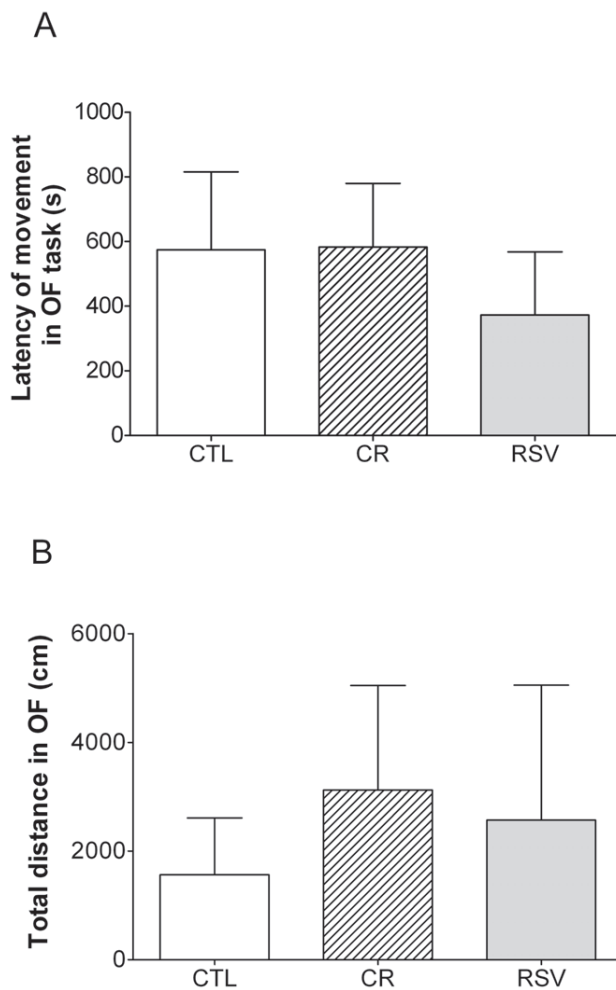 A
1000
800
600
400
200
0
Latency of movement
in OF task (s)
CTL CR RSV
B
6000
4000
2000
0
Total distance in OF (cm)
CTL CR RSV